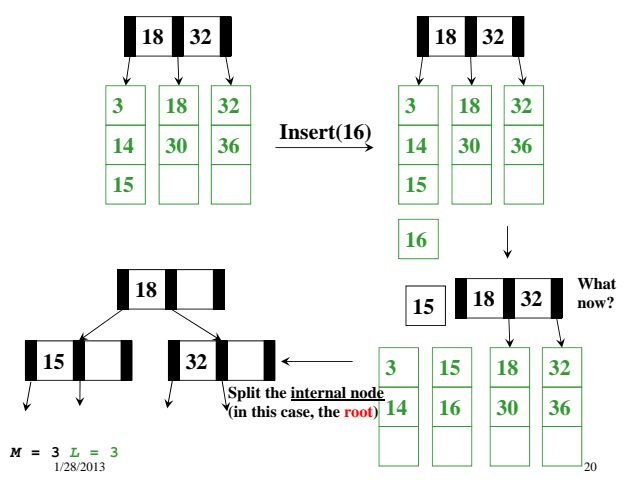 18 32
18 32
3 18 32
14 30 36
15
Insert(16)
3 18 32
14 30 36
15
16
15 18 32
What
now?
3 15 18 32
14 16 30 36
Split the internal node
(in this case, the root)
18
15 32
M = 3 L = 3
1/28/2013
20